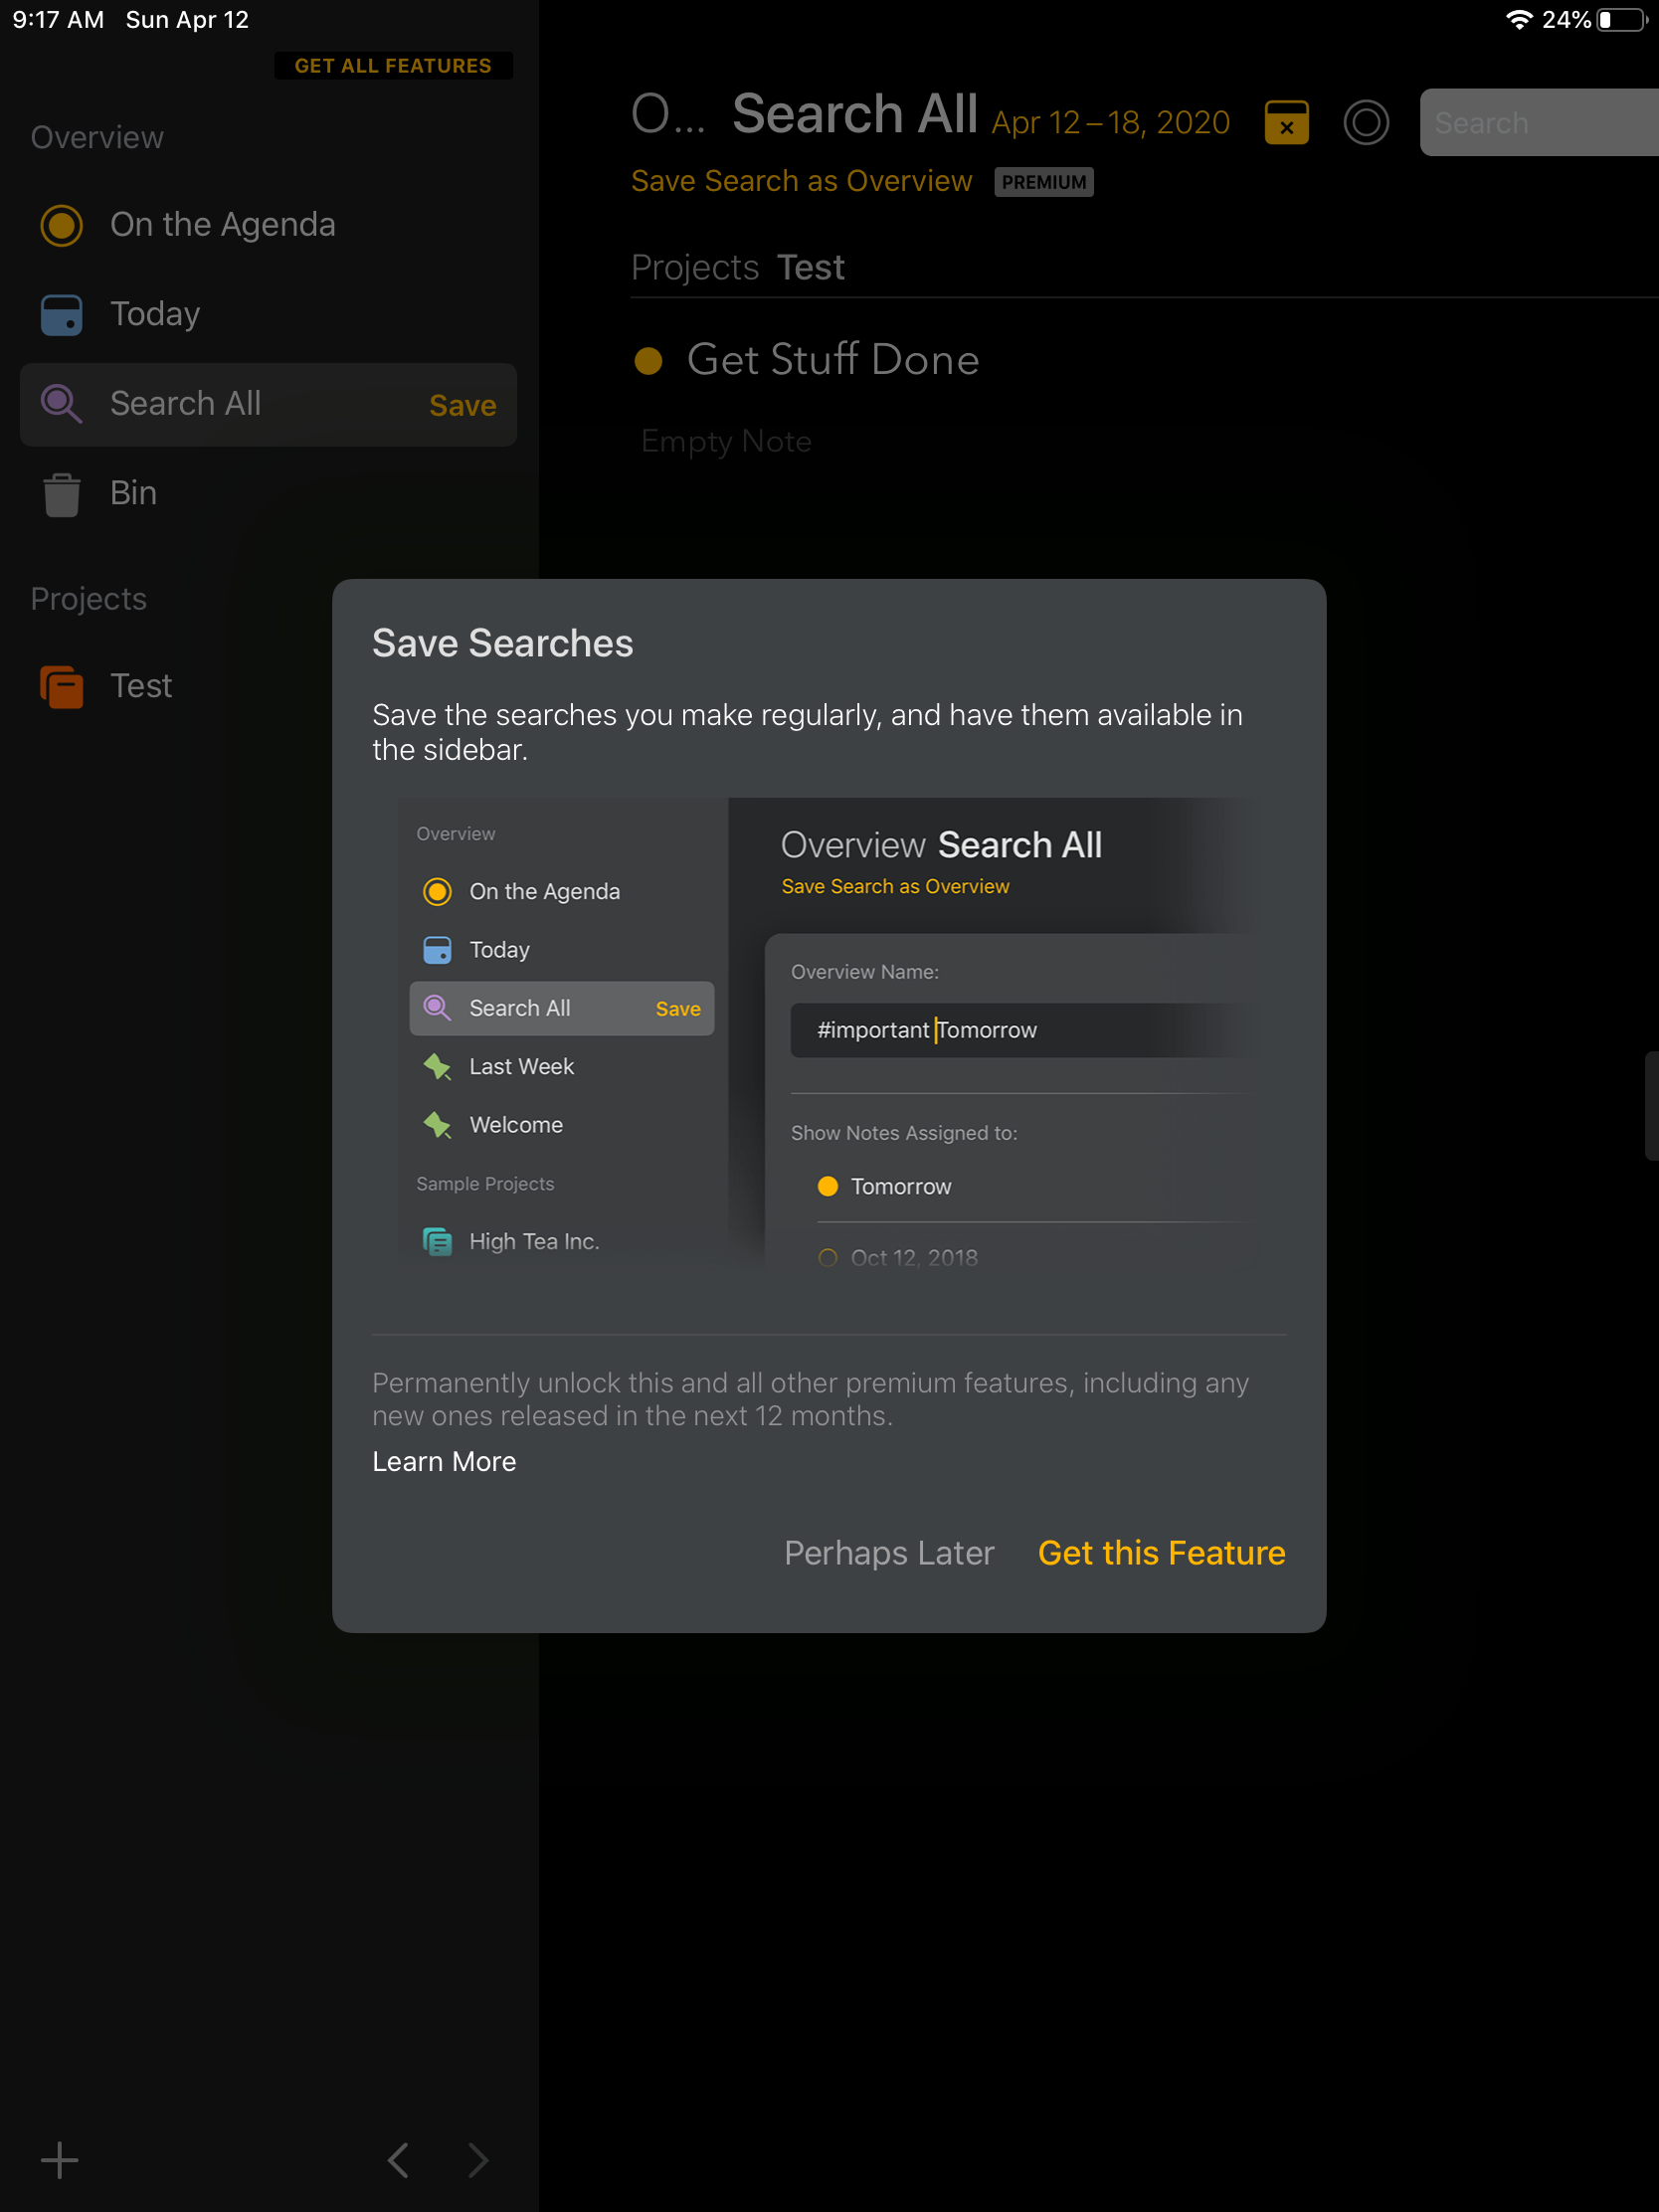 9:17 AM Sun Apr 12
24%
GET ALL FEATURES
Overview
On the Agenda
Today
Search All Save
Bin
Projects
Test
O... Search All Apr 12–18, 2020
Search
Save Search as Overview PREMIUM
Projects Test
Get Stuff Done
Empty Note
Save Searches
Save the searches you make regularly, and have them available in
the sidebar.
Overview
On the Agenda
Today
Search All Save
Last Week
Welcome
Sample Projects
High Tea Inc.
Overview Search All
Save Search as Overview
Overview Name:
#important Tomorrow
Show Notes Assigned to:
Tomorrow
Oct 12, 2018
Permanently unlock this and all other premium features, including any
new ones released in the next 12 months.
Learn More
Perhaps Later Get this Feature